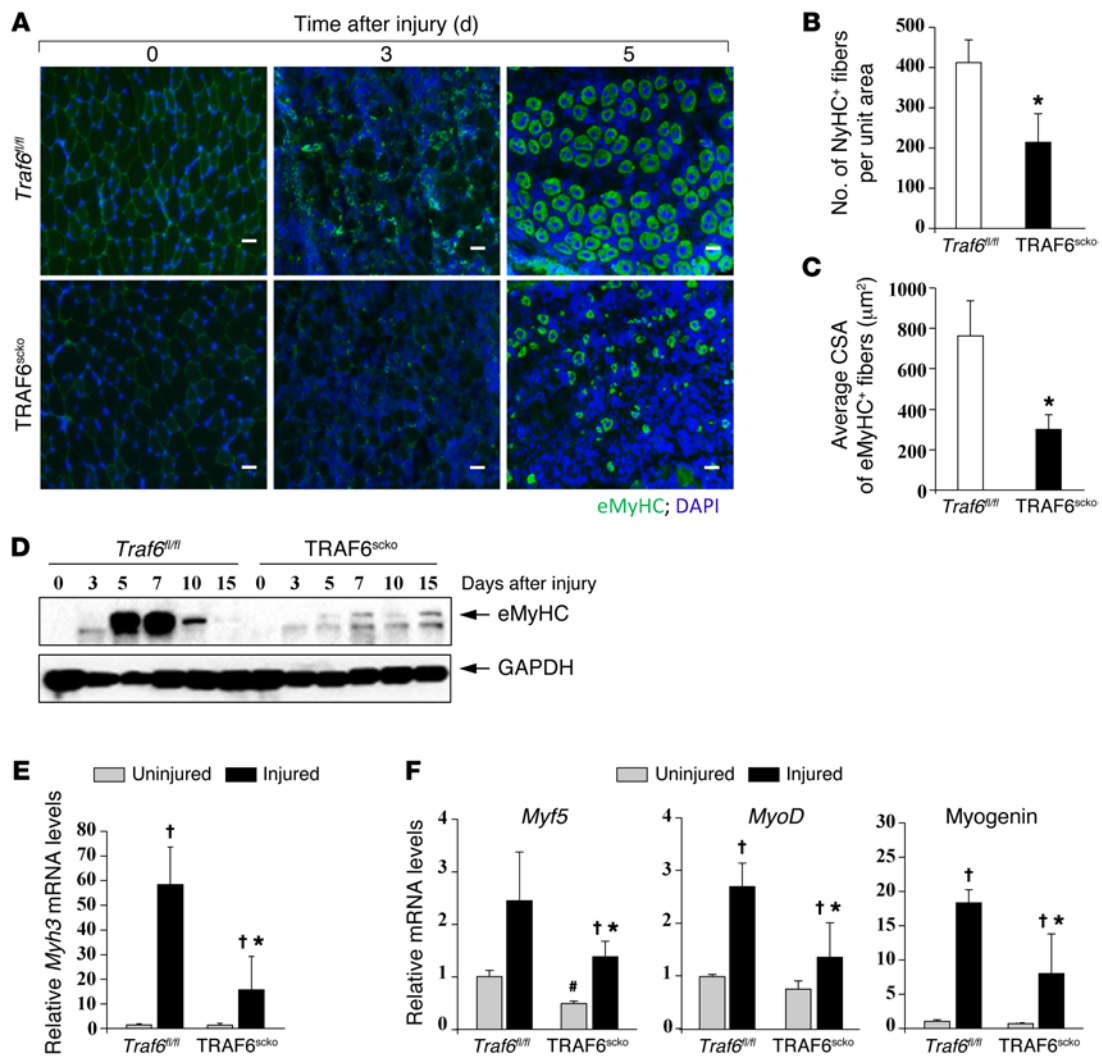 A
Time after injury (d)
0 3 5
Traf6fl/fl
TRAF6scko
eMyHC; DAPI
B
No. of NyHC+ fibers
per unit area
500
400
300
200
100
0
*
Traf6fl/fl TRAF6scko
C
Average CSA
of eMyHC+ fibers (μm2)
1000
800
600
400
200
0
*
Traf6fl/fl TRAF6scko
D
Traf6fl/fl TRAF6scko
0 3 5 7 10 15 0 3 5 7 10 15 Days after injury
eMyHC
GAPDH
E
Uninjured Injured
Relative Myh3 mRNA levels
80
70
60
50
40
30
20
10
0
†
† *
Traf6fl/fl TRAF6scko
F
Uninjured Injured
Relative mRNA levels
Myf5
4
3
2
1
0
#
† *
Traf6fl/fl TRAF6scko
MyoD
4
3
2
1
0
†
† *
Traf6fl/fl TRAF6scko
Myogenin
30
25
20
15
10
5
0
†
† *
Traf6fl/fl TRAF6scko